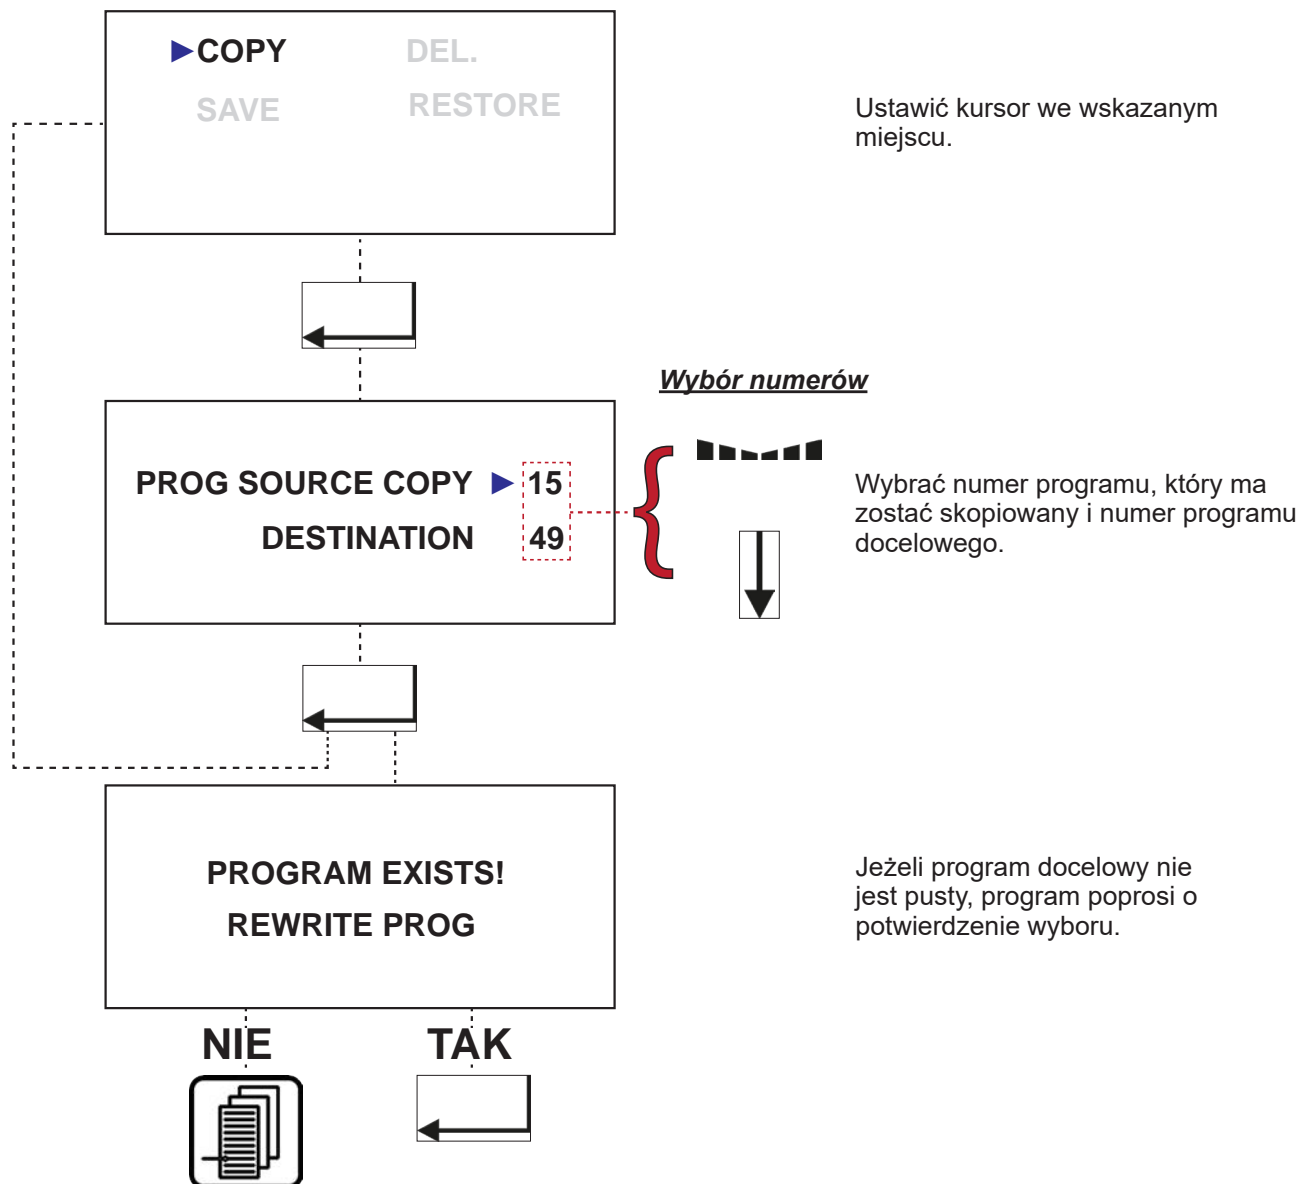 COPY DEL.
SAVE RESTORE
Ustawić kursor we wskazanym
miejscu.
Wybór numerów
PROG SOURCE COPY 15
DESTINATION 49
Wybrać numer programu, który ma
zostać skopiowany i numer programu
docelowego.
PROGRAM EXISTS!
REWRITE PROG
Jeżeli program docelowy nie
jest pusty, program poprosi o
potwierdzenie wyboru.
NIE TAK